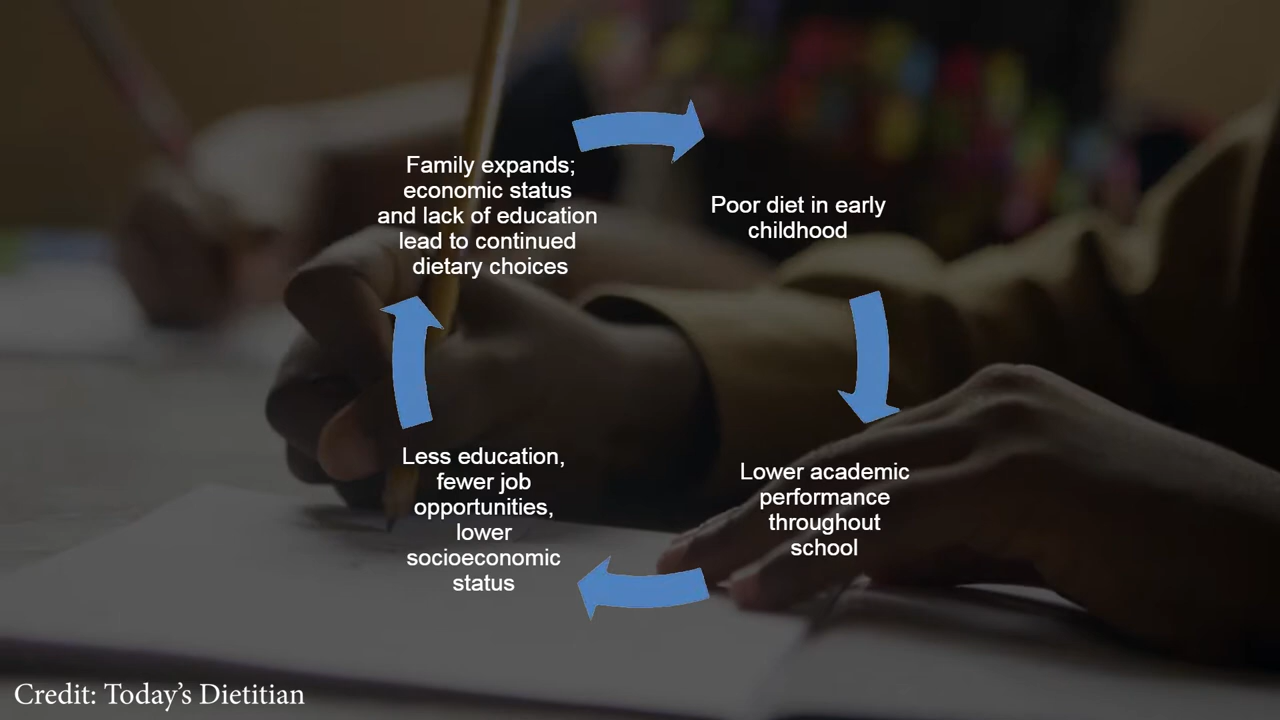 Family expands;
economic status
and lack of education
lead to continued
dietary choices
Poor diet in early
childhood
Lower academic
performance
throughout
school
Less education,
fewer job
opportunities,
lower
socioeconomic
status
Credit: Today's Dietitian